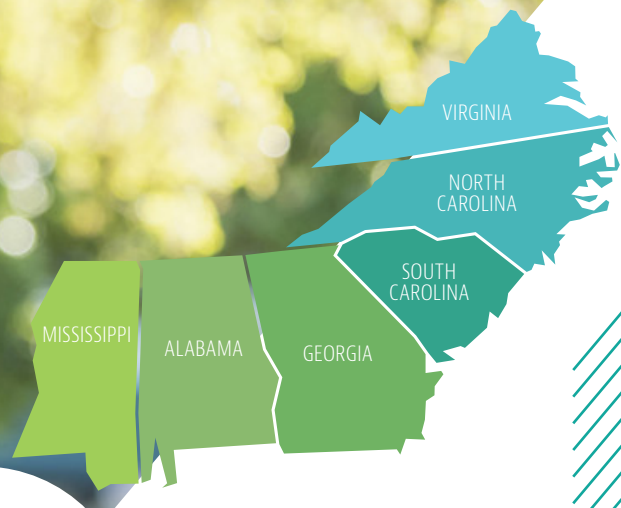 VIRGINIA
NORTH
CAROLINA
SOUTH
CAROLINA
MISSISSIPPI
ALABAMA
GEORGIA